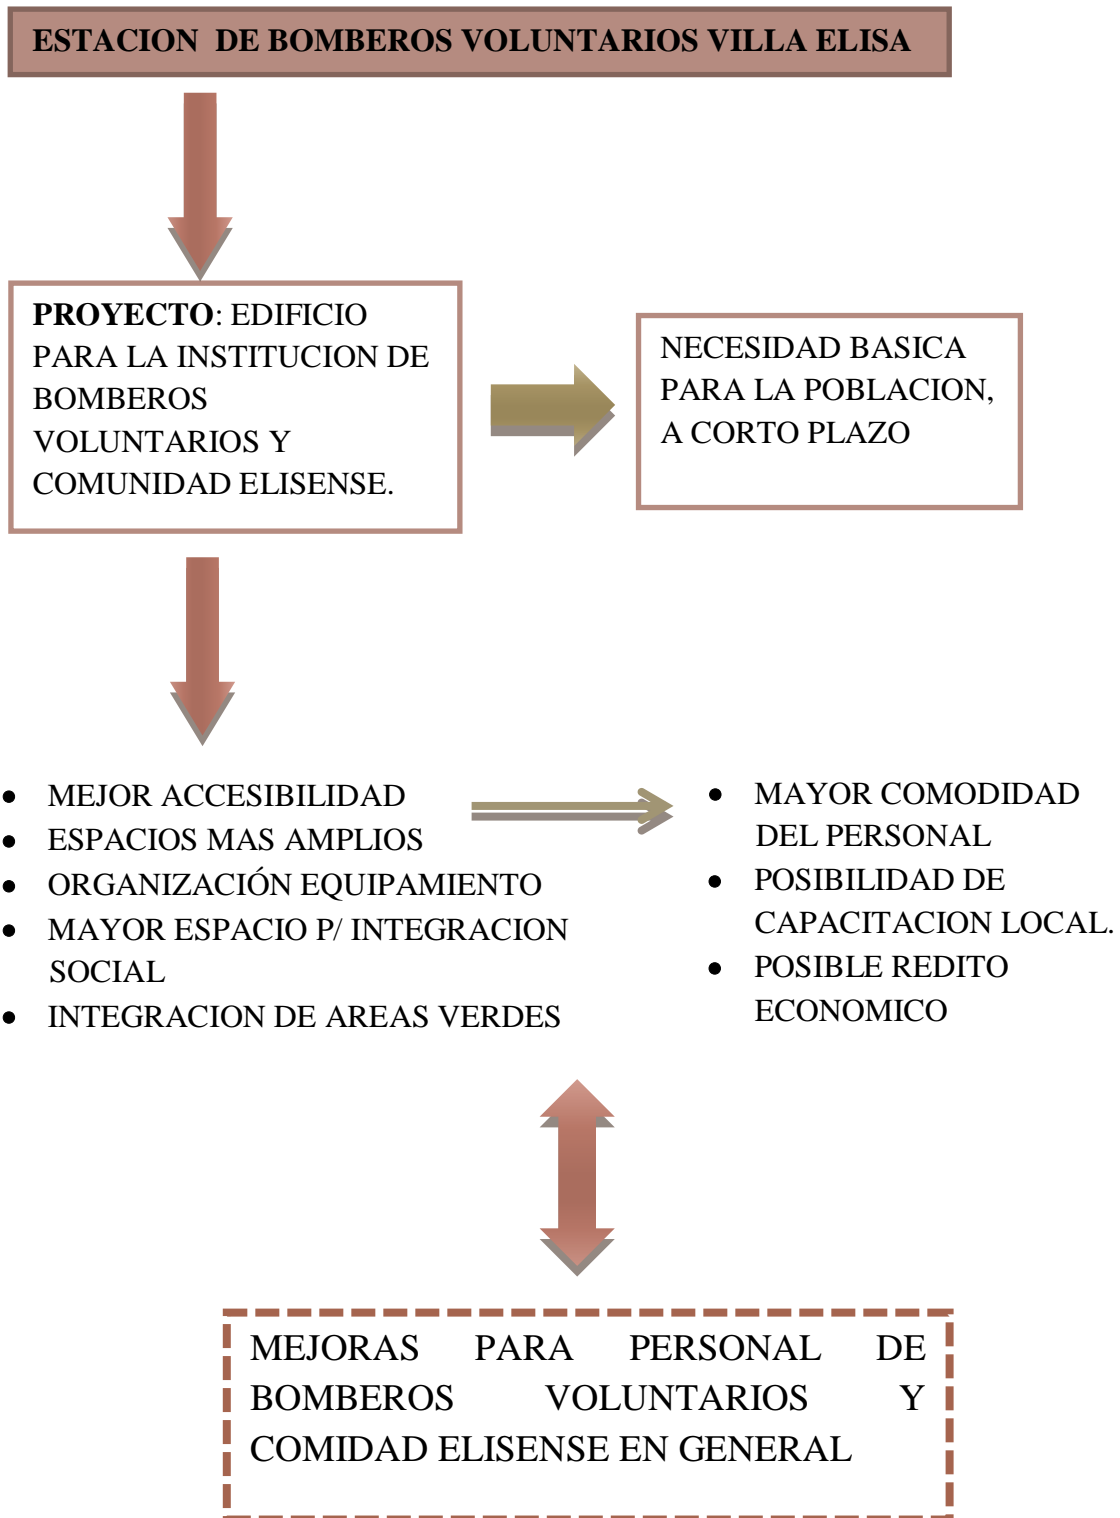 ESTACION DE BOMBEROS VOLUNTARIOS VILLA ELISA
PROYECTO: EDIFICIO
PARA LA INSTITUCION DE
BOMBEROS
VOLUNTARIOS Y
COMUNIDAD ELISENSE.
NECESIDAD BASICA
PARA LA POBLACION,
A CORTO PLAZO
• MEJOR ACCESIBILIDAD
• ESPACIOS MAS AMPLIOS
• ORGANIZACIÓN EQUIPAMIENTO
• MAYOR ESPACIO P/ INTEGRACION
SOCIAL
• INTEGRACION DE AREAS VERDES
• MAYOR COMODIDAD
DEL PERSONAL
• POSIBILIDAD DE
CAPACITACION LOCAL.
• POSIBLE REDITO
ECONOMICO
MEJORAS PARA PERSONAL DE
BOMBEROS VOLUNTARIOS Y
COMIDAD ELISENSE EN GENERAL